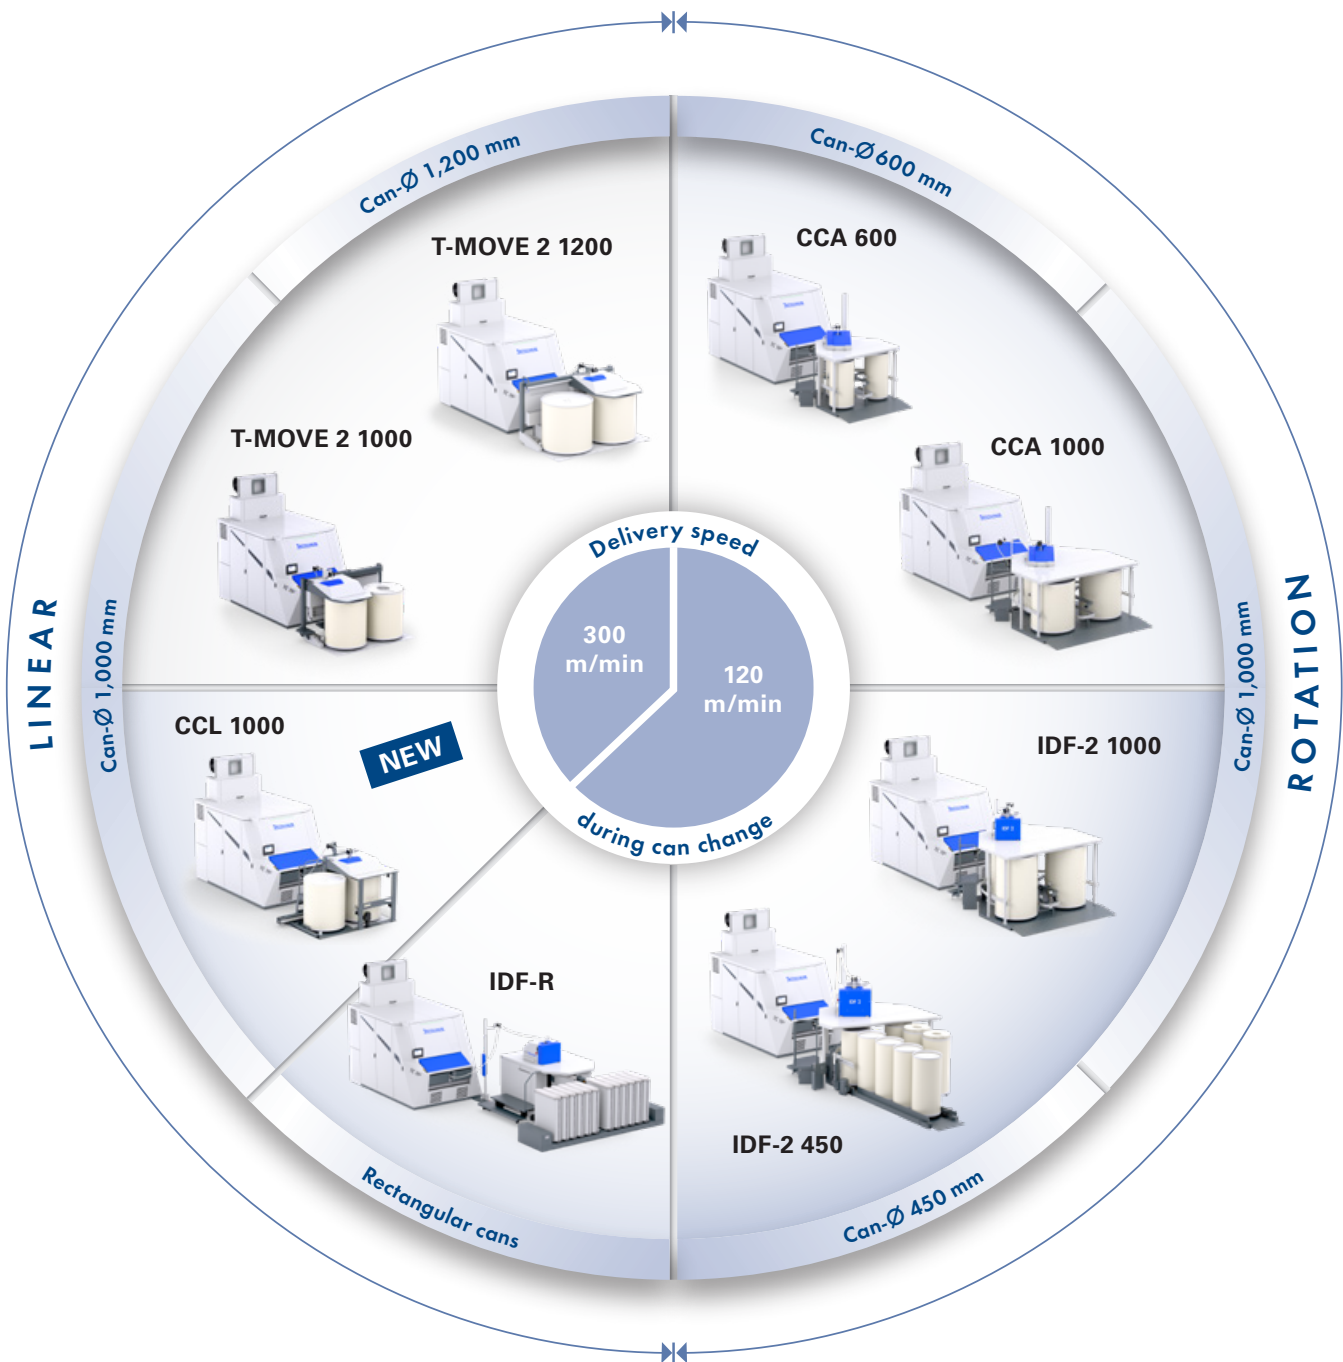 Can-Ø 1,200 mm
Can-Ø 600 mm
T-MOVE 2 1200
CCA 600
T-MOVE 2 1000
CCA 1000
LINEAR
Can-Ø 1,000 mm
Delivery speed
300
m/min
120
m/min
during can change
Can-Ø 1,000 mm
ROTATION
CCL 1000
NEW
IDF-2 1000
IDF-R
IDF-2 450
Rectangular cans
Can-Ø 450 mm